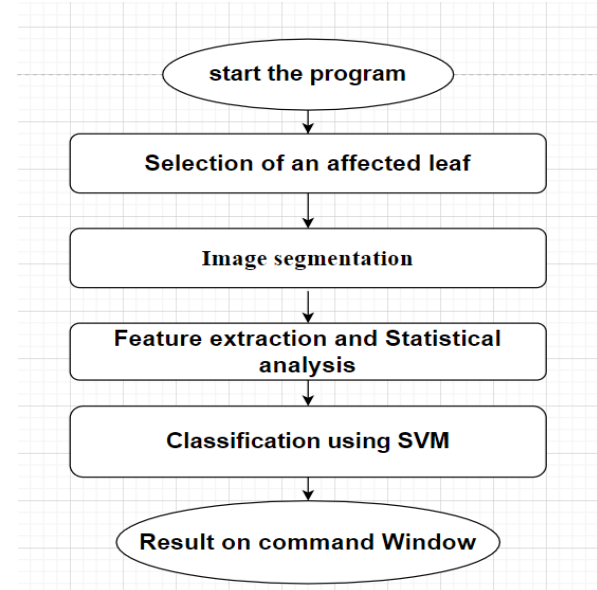 start the program
Selection of an affected leaf
Image segmentation
Feature extraction and Statistical
analysis
Classification using SVM
Result on command Window